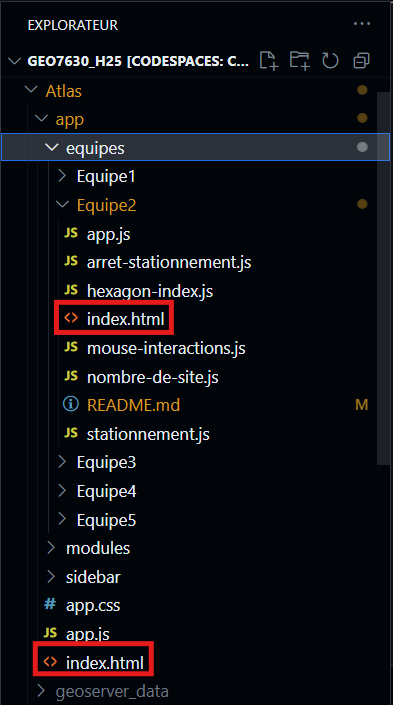 EXPLORATEUR
GEO7630_H25 [CODESPACES: C...
Atlas
app
equipes
Equipe1
Equipe2
JS app.js
JS arret-stationnement.js
JS hexagon-index.js
<> index.html
JS mouse-interactions.js
JS nombre-de-site.js
README.md M
JS stationnement.js
Equipe3
Equipe4
Equipe5
modules
sidebar
# app.css
JS app.js
<> index.html
geoserver_data